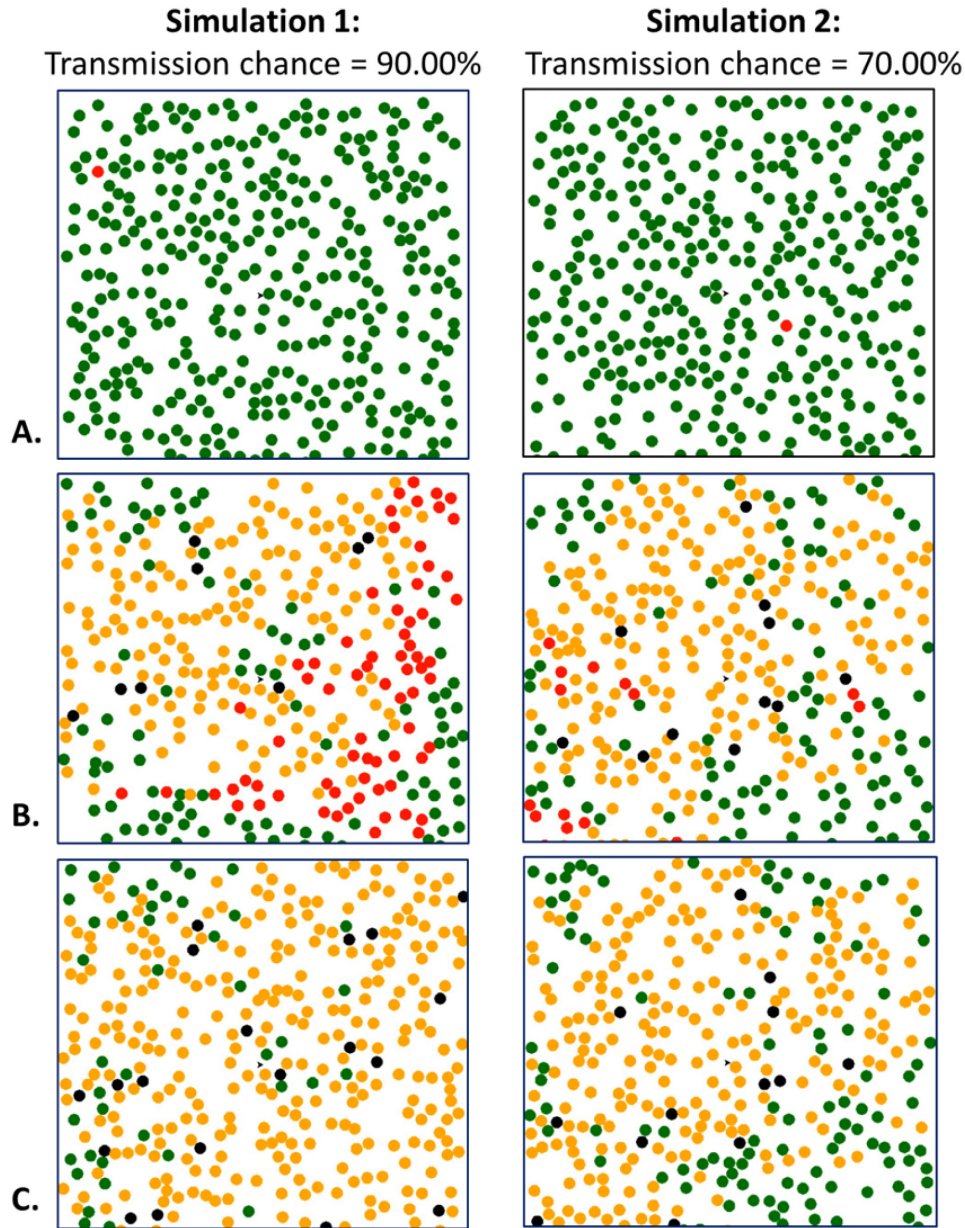 Simulation 1:
Transmission chance = 90.00%
Simulation 2:
Transmission chance = 70.00%
A.
B.
C.